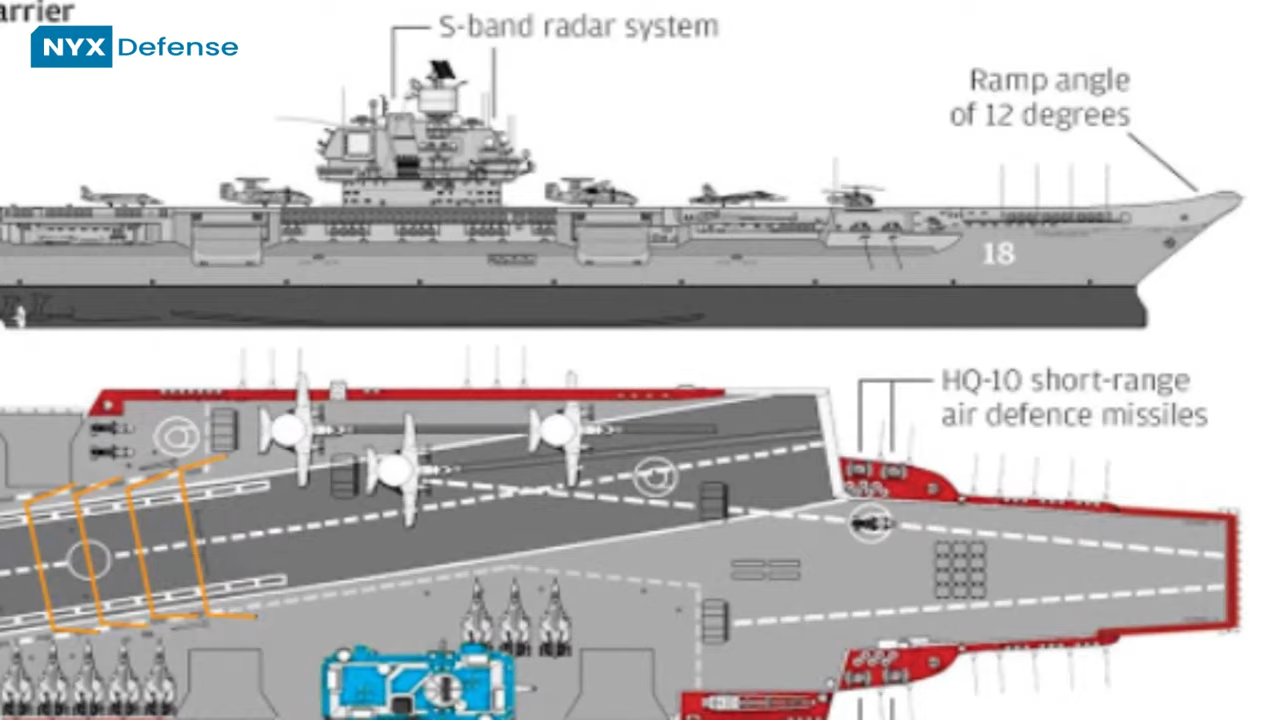 arrier
NYX Defense
S-band radar system
Ramp angle
of 12 degrees
18
HQ-10 short-range
air defence missiles